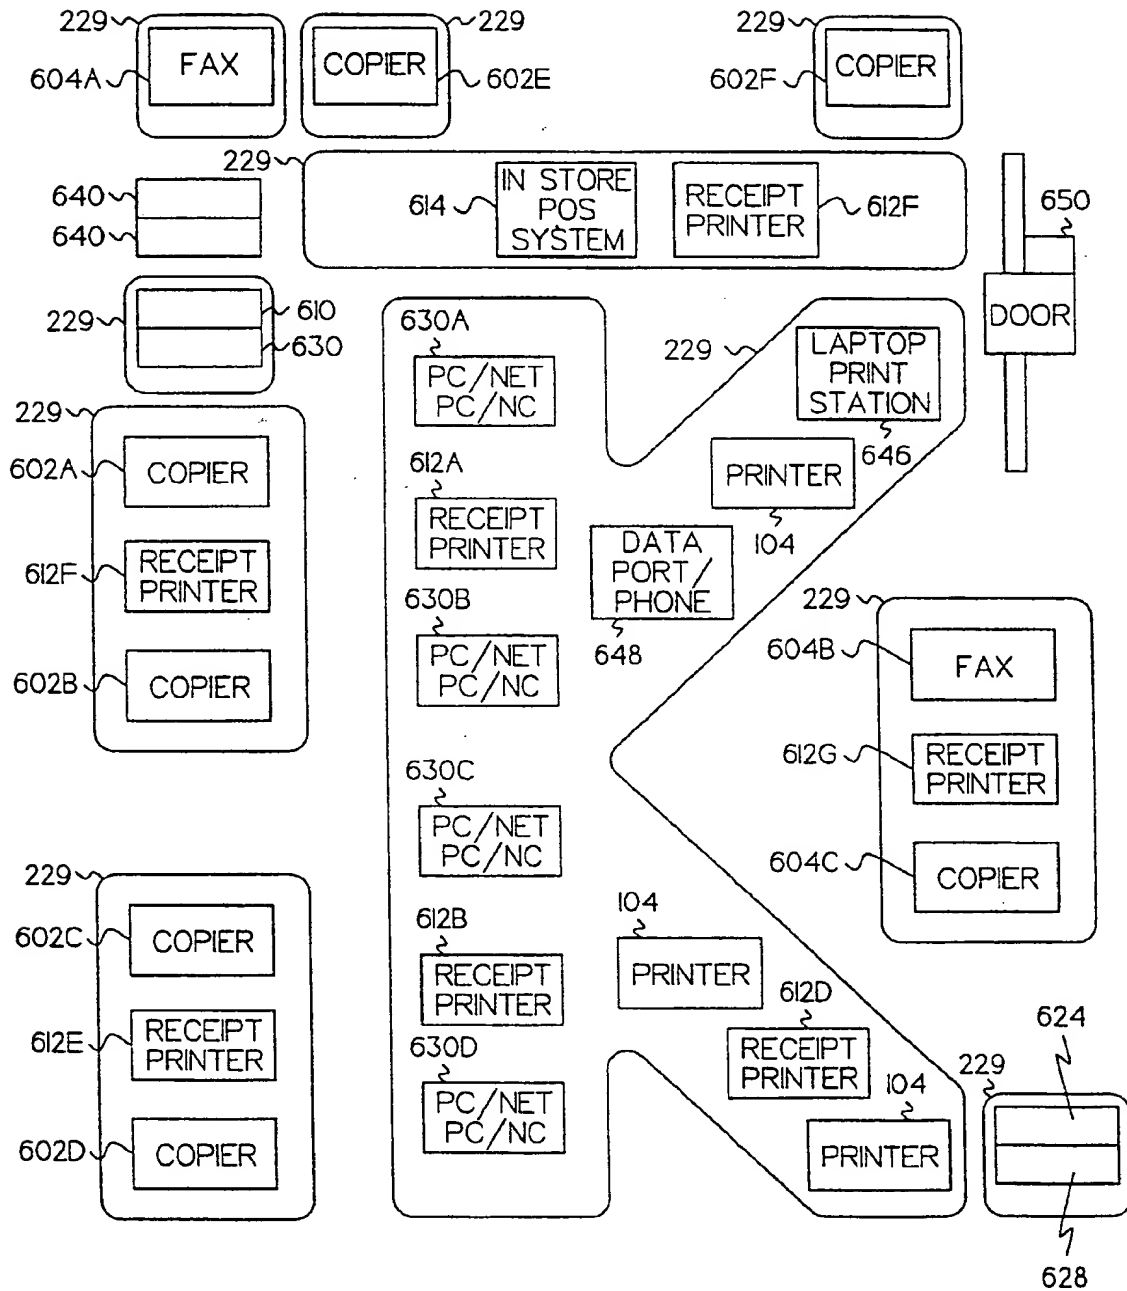 229
FAX
604A
229
COPIER
602E
229
COPIER
602F
229
IN STORE
POS
SYSTEM
614
RECEIPT
PRINTER
612F
640
640
650
DOOR
229
610
630
630A
PC/NET
PC/NC
229
LAPTOP
PRINT
STATION
646
229
602A
COPIER
612F
RECEIPT
PRINTER
602B
COPIER
612A
RECEIPT
PRINTER
PRINTER
104
DATA
PORT/
PHONE
648
630B
PC/NET
PC/NC
229
604B
FAX
612G
RECEIPT
PRINTER
604C
COPIER
630C
PC/NET
PC/NC
229
602C
COPIER
612E
RECEIPT
PRINTER
602D
COPIER
612B
RECEIPT
PRINTER
104
PRINTER
612D
RECEIPT
PRINTER
630D
PC/NET
PC/NC
104
PRINTER
624
229
628